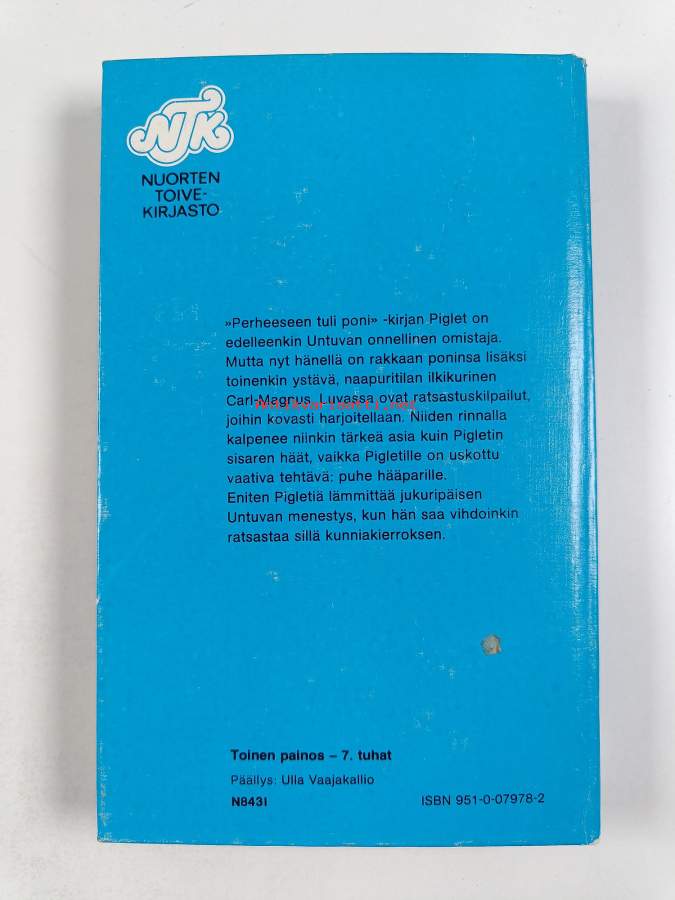 NTK
NUORTEN
TOIVE-
KIRJASTO
»Perheeseen tuli poni» -kirjan Piglet on
edelleenkin Untuvan onnellinen omistaja.
Mutta nyt hänellä on rakkaan poninsa lisäksi
toinenkin ystävä, naapuritilan ilkikurinen
Carl-Magnus. Luvassa ovat ratsastuskilpailut,
joihin kovasti harjoitellaan. Niiden rinnalla
kalpenee niinkin tärkeä asia kuin Pigletin
sisaren häät, vaikka Pigletille on uskottu
vaativa tehtävä: puhe hääparille.
Eniten Pigletiä lämmittää jukuripäisen
Untuvan menestys, kun hän saa vihdoinkin
ratsastaa sillä kunniakierroksen.
Toinen painos – 7. tuhat
Päällys: Ulla Vaajakallio
N843I ISBN 951-0-07978-2